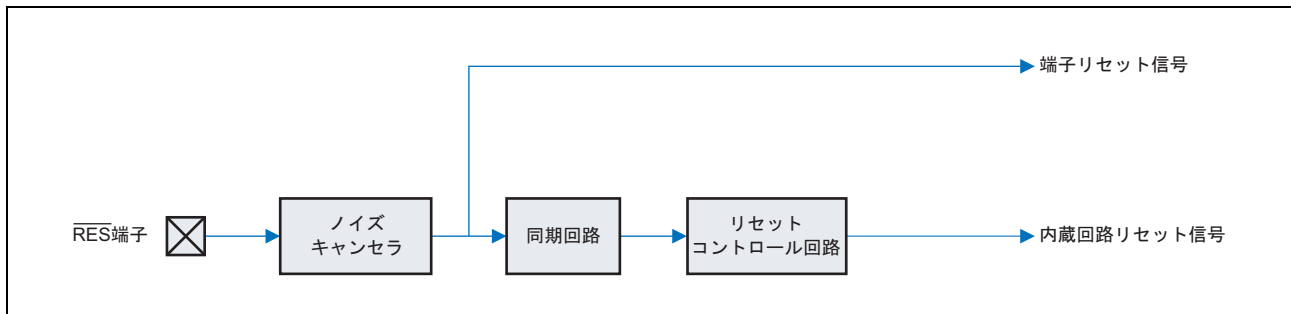 端子リセット信号
RES端子
ノイズ
キャンセラ
同期回路
リセット
コントロール回路
内蔵回路リセット信号